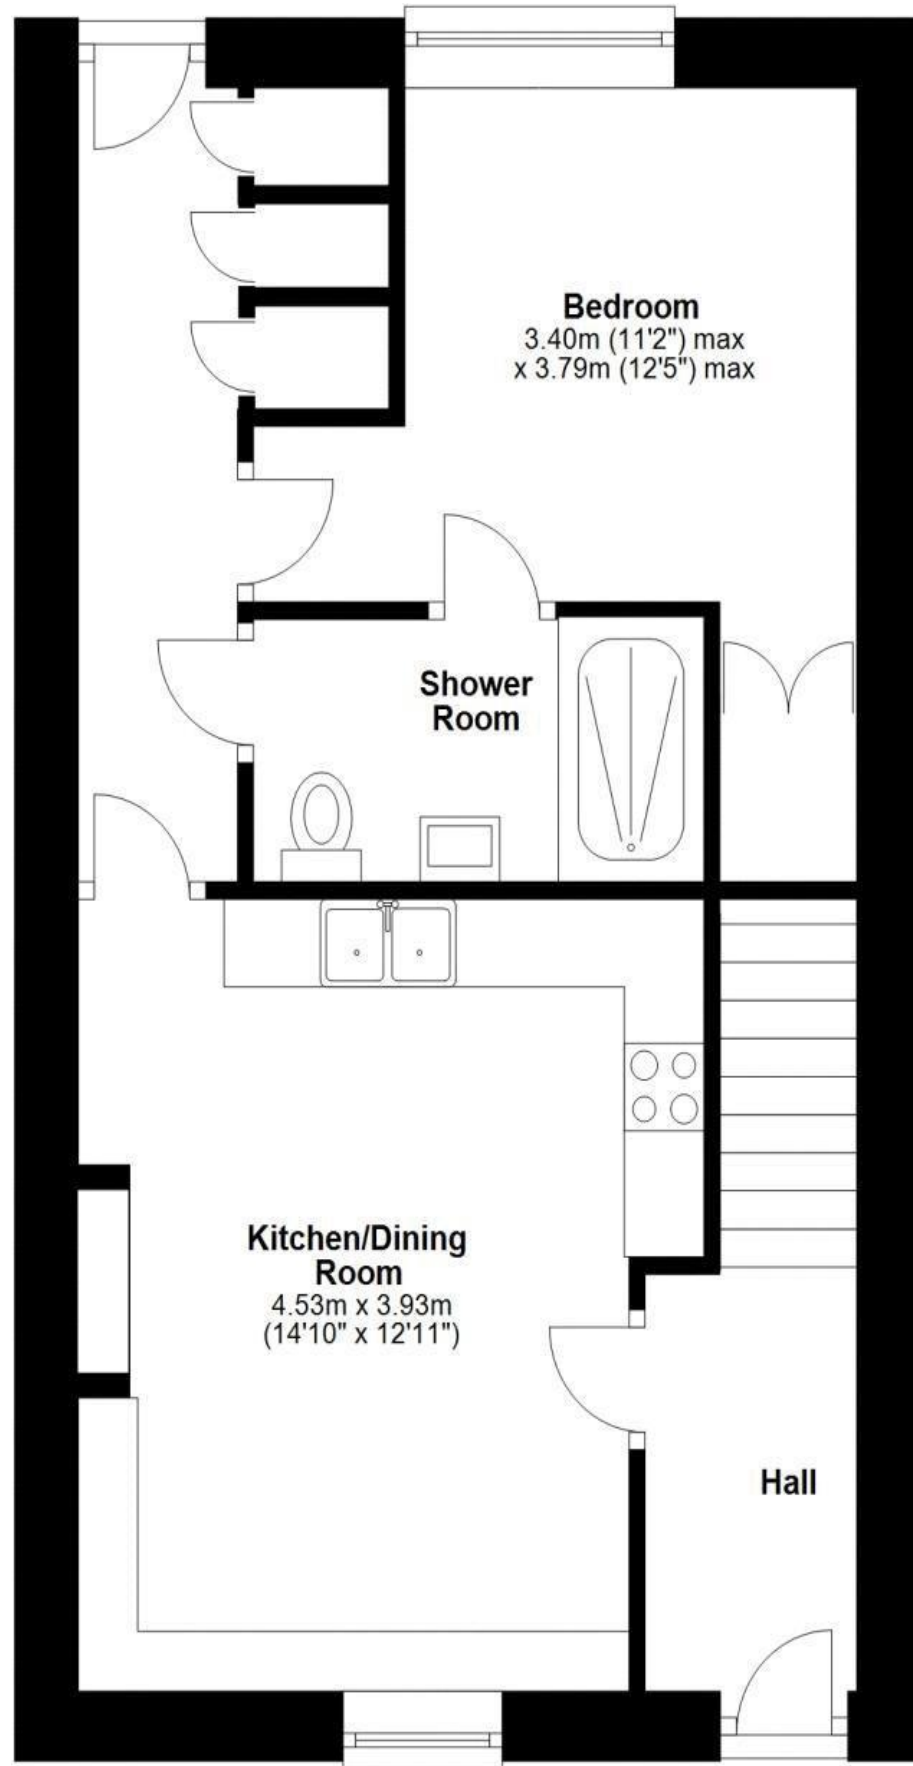 Bedroom
3.40m (11'2") max
x 3.79m (12'5") max
Shower
Room
Kitchen/Dining
Room
4.53m x 3.93m
(14'10" x 12'11")
Hall